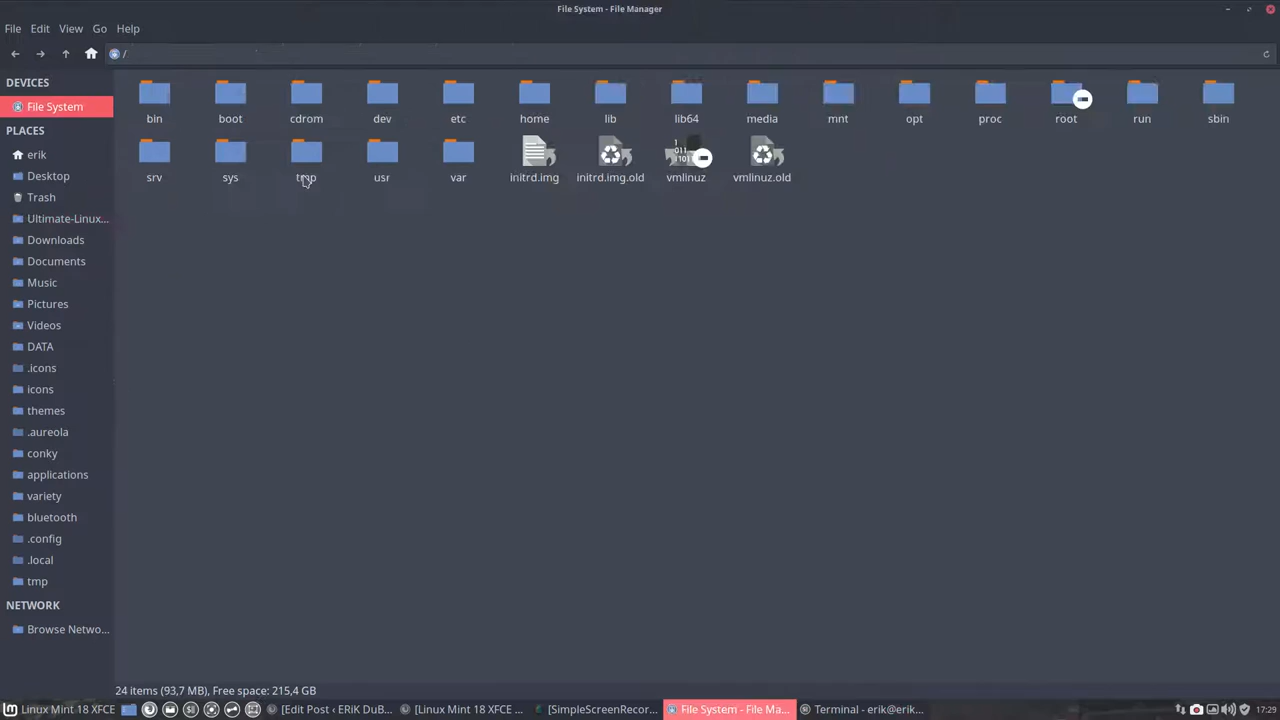 File System - File Manager
File Edit View Go Help
/
DEVICES
File System
PLACES
erik
Desktop
Trash
Ultimate-Linux...
Downloads
Documents
Music
Pictures
Videos
DATA
.icons
icons
themes
.aureola
conky
applications
variety
bluetooth
.config
.local
tmp
NETWORK
Browse Netwo...
bin boot cdrom dev etc home lib lib64 media mnt opt proc root run sbin
srv sys tmp usr var initrd.img initrd.img.old vmlinuz vmlinuz.old
24 items (93,7 MB), Free space: 215,4 GB
Linux Mint 18 XFCE [Edit Post ‹ ERiK DuB... [Linux Mint 18 XFCE ... [SimpleScreenRecor... File System - File Ma... Terminal - erik@erik... 17:29